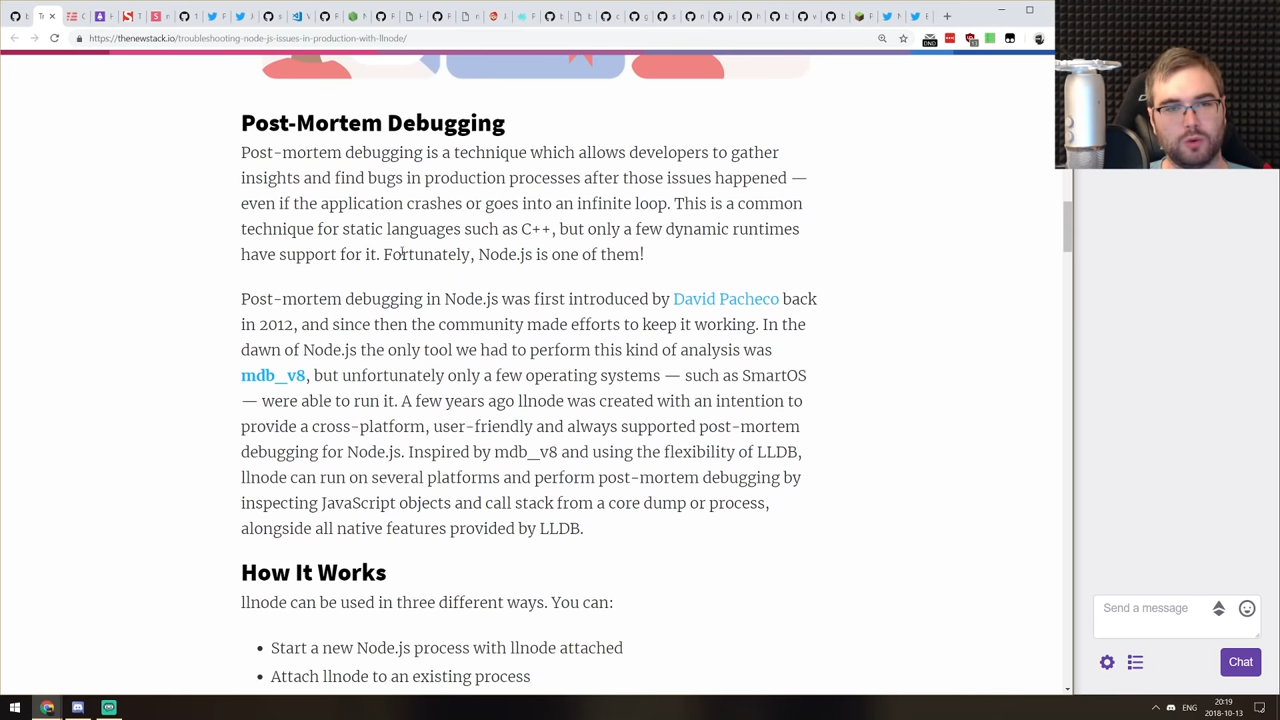 https://thenewstack.io/troubleshooting-node-js-issues-in-production-with-llnode/
DND
Post-Mortem Debugging
Post-mortem debugging is a technique which allows developers to gather
insights and find bugs in production processes after those issues happened —
even if the application crashes or goes into an infinite loop. This is a common
technique for static languages such as C++, but only a few dynamic runtimes
have support for it. Fortunately, Node.js is one of them!
Post-mortem debugging in Node.js was first introduced by David Pacheco back
in 2012, and since then the community made efforts to keep it working. In the
dawn of Node.js the only tool we had to perform this kind of analysis was
mdb_v8, but unfortunately only a few operating systems — such as SmartOS
— were able to run it. A few years ago llnode was created with an intention to
provide a cross-platform, user-friendly and always supported post-mortem
debugging for Node.js. Inspired by mdb_v8 and using the flexibility of LLDB,
llnode can run on several platforms and perform post-mortem debugging by
inspecting JavaScript objects and call stack from a core dump or process,
alongside all native features provided by LLDB.
How It Works
llnode can be used in three different ways. You can:
• Start a new Node.js process with llnode attached
• Attach llnode to an existing process
Send a message
Chat
ENG
20:19
2018-10-13